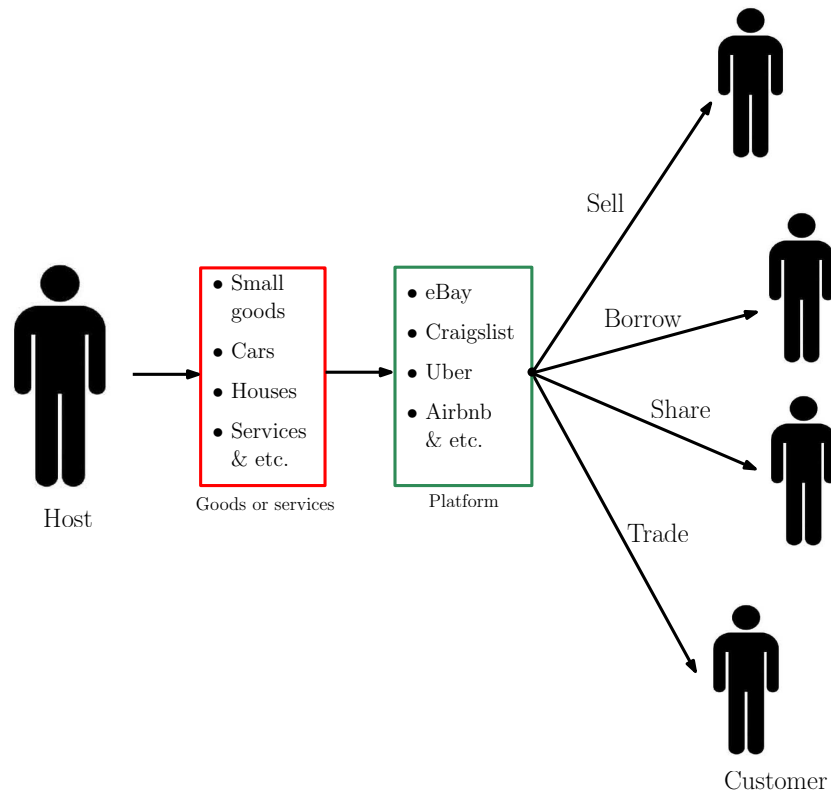 Sell
Borrow
Share
Trade
• Small
goods
• Cars
• Houses
• Services
& etc.
Goods or services
• eBay
• Craigslist
• Uber
• Airbnb
& etc.
Platform
Host
Customer